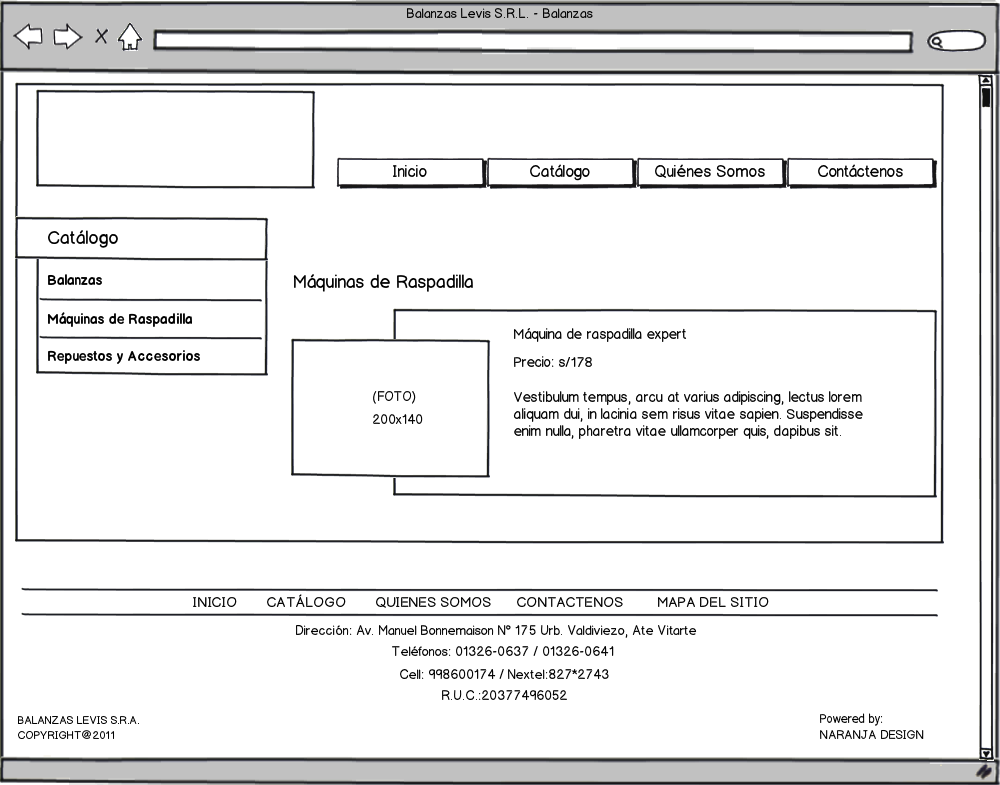 Balanzas Levis S.R.L. - Balanzas
Inicio
Catálogo
Quiénes Somos
Contáctenos
Catálogo
Balanzas
Máquinas de Raspadilla
Repuestos y Accesorios
Máquinas de Raspadilla
(FOTO)
200x140
Máquina de raspadilla expert
Precio: s/178
Vestibulum tempus, arcu at varius adipiscing, lectus lorem
aliquam dui, in lacinia sem risus vitae sapien. Suspendisse
enim nulla, pharetra vitae ullamcorper quis, dapibus sit.
INICIO
CATÁLOGO
QUIENES SOMOS
CONTACTENOS
MAPA DEL SITIO
Dirección: Av. Manuel Bonnemaison Nº 175 Urb. Valdiviezo, Ate Vitarte
Teléfonos: 01326-0637 / 01326-0641
Cell: 998600174 / Nextel:827*2743
R.U.C.:20377496052
BALANZAS LEVIS S.R.A.
COPYRIGHT@2011
Powered by:
NARANJA DESIGN